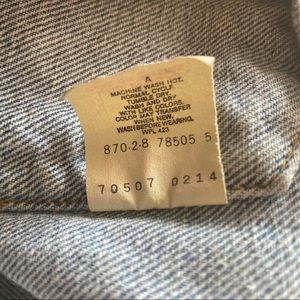 A
MACHINE WASH HOT.
NORMAL CYCLE
TUMBLE DRY.
WASH AND DRY
WITH LIKE COLORS.
COLOR MAY TRANSFER
WHEN NEW.
WASH BEFORE WEARING.
WPL 423
870-2-8 78505 5
70507 0214